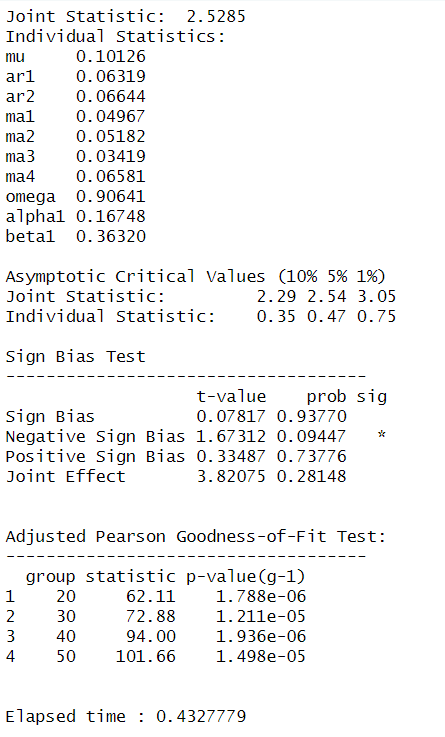 Joint Statistic:  2.5285
Individual Statistics:
mu     0.10126
ar1    0.06319
ar2    0.06644
ma1    0.04967
ma2    0.05182
ma3    0.03419
ma4    0.06581
omega  0.90641
alpha1 0.16748
beta1  0.36320
Asymptotic Critical Values (10% 5% 1%)
Joint Statistic:         2.29 2.54 3.05
Individual Statistic:    0.35 0.47 0.75
Sign Bias Test
------------------------------------
                   t-value    prob sig
Sign Bias          0.07817 0.93770
Negative Sign Bias 1.67312 0.09447   *
Positive Sign Bias 0.33487 0.73776
Joint Effect       3.82075 0.28148
Adjusted Pearson Goodness-of-Fit Test:
------------------------------------
  group statistic p-value(g-1)
1    20     62.11    1.788e-06
2    30     72.88    1.211e-05
3    40     94.00    1.936e-06
4    50    101.66    1.498e-05
Elapsed time : 0.4327779